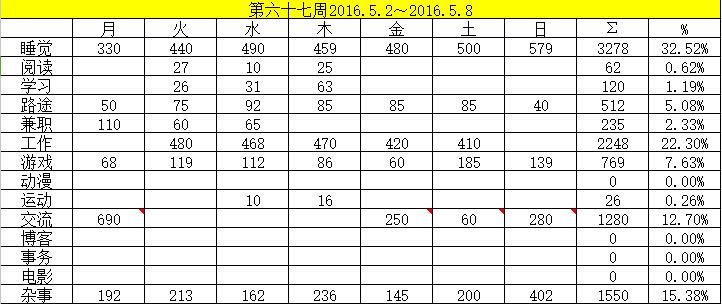 第六十七周2016.5.2～2016.5.8
月 火 水 木 金 土 日 Σ %
睡觉 330 440 490 459 480 500 579 3278 32.52%
阅读 27 10 25 62 0.62%
学习 26 31 63 120 1.19%
路途 50 75 92 85 85 85 40 512 5.08%
兼职 110 60 65 235 2.33%
工作 480 468 470 420 410 2248 22.30%
游戏 68 119 112 86 60 185 139 769 7.63%
动漫 0 0.00%
运动 10 16 26 0.26%
交流 690 250 60 280 1280 12.70%
博客 0 0.00%
事务 0 0.00%
电影 0 0.00%
杂事 192 213 162 236 145 200 402 1550 15.38%